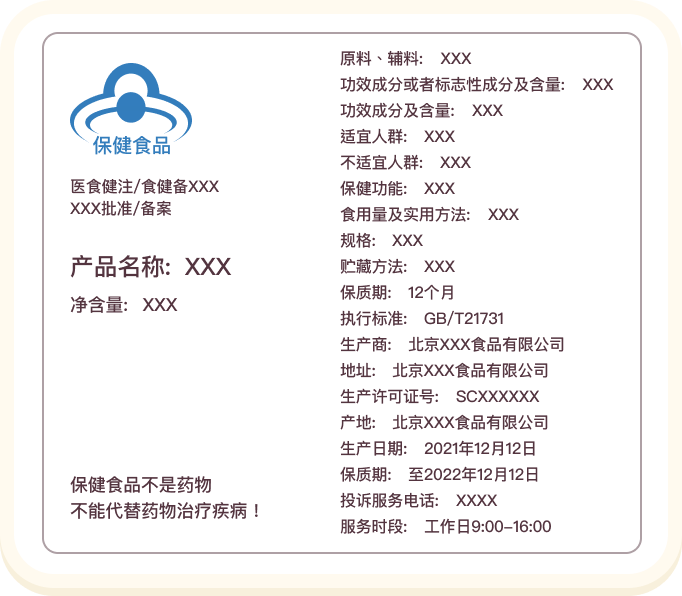 保健食品
医食健注/食健备XXX
XXX批准/备案
产品名称: XXX
净含量: XXX
保健食品不是药物
不能代替药物治疗疾病！
原料、辅料: XXX
功效成分或者标志性成分及含量: XXX
功效成分及含量: XXX
适宜人群: XXX
不适宜人群: XXX
保健功能: XXX
食用量及实用方法: XXX
规格: XXX
贮藏方法: XXX
保质期: 12个月
执行标准: GB/T21731
生产商: 北京XXX食品有限公司
地址: 北京XXX食品有限公司
生产许可证号: SCXXXXXX
产地: 北京XXX食品有限公司
生产日期: 2021年12月12日
保质期: 至2022年12月12日
投诉服务电话: XXXX
服务时段: 工作日9:00-16:00